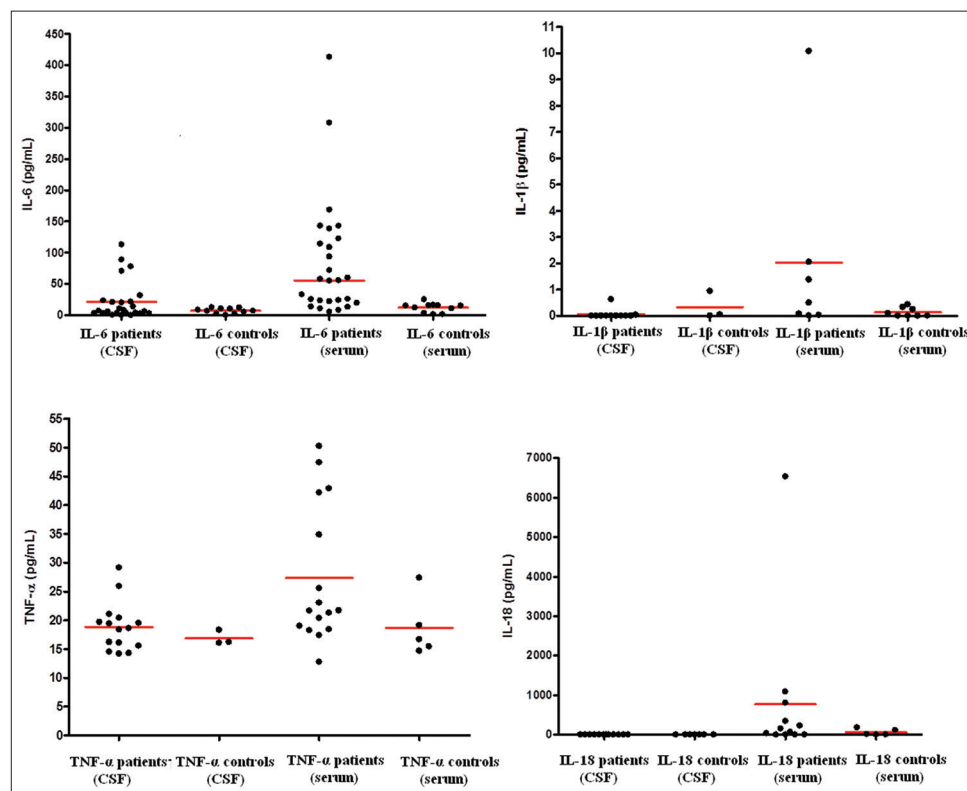 450
400
350
300
250
200
150
100
50
0
IL-6 (pg/mL)
IL-6 patients
(CSF)
IL-6 controls
(CSF)
IL-6 patients
(serum)
IL-6 controls
(serum)
11
10
9
8
7
6
5
4
3
2
1
0
IL-1β (pg/mL)
IL-1β patients
(CSF)
IL-1β controls
(CSF)
IL-1β patients
(serum)
IL-1β controls
(serum)
55
50
45
40
35
30
25
20
15
10
5
0
TNF-α (pg/mL)
TNF-α patients
(CSF)
TNF-α controls
(CSF)
TNF-α patients
(serum)
TNF-α controls
(serum)
7000
6000
5000
4000
3000
2000
1000
0
IL-18 (pg/mL)
IL-18 patients
(CSF)
IL-18 controls
(CSF)
IL-18 patients
(serum)
IL-18 controls
(serum)